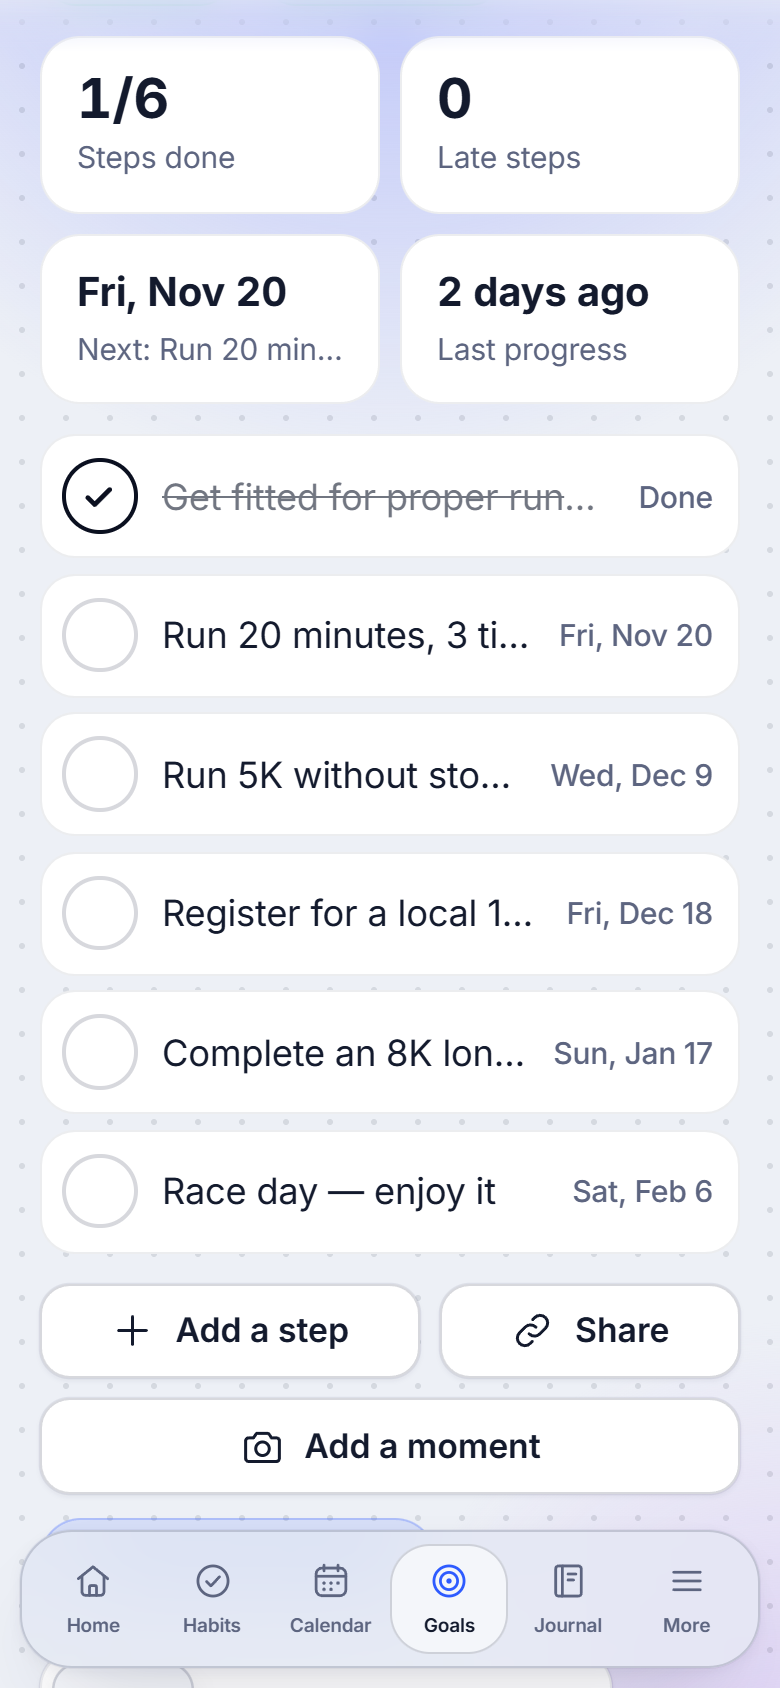 1/6
Steps done
0
Late steps
Fri, Nov 20
Next: Run 20 min...
2 days ago
Last progress
Get fitted for proper run...
Done
Run 20 minutes, 3 ti...
Fri, Nov 20
Run 5K without sto...
Wed, Dec 9
Register for a local 1...
Fri, Dec 18
Complete an 8K lon...
Sun, Jan 17
Race day — enjoy it
Sat, Feb 6
Add a step
Share
Add a moment
Home
Habits
Calendar
Goals
Journal
More